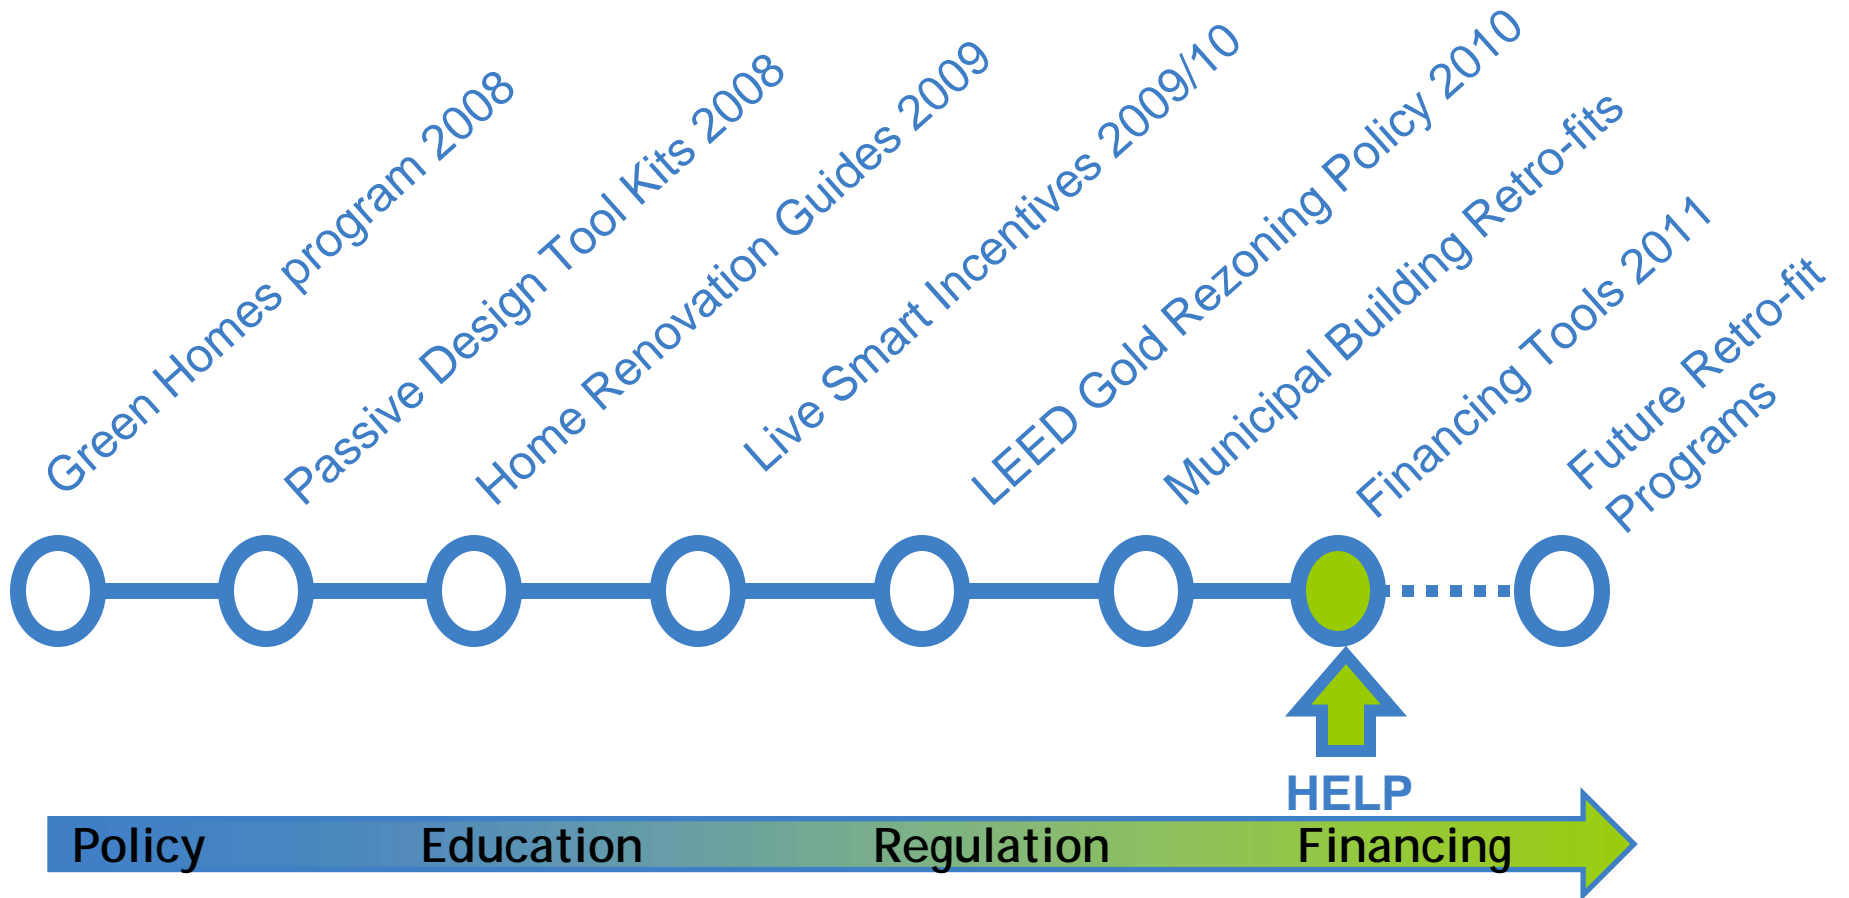 Green Homes program 2008
Passive Design Tool Kits 2008
Home Renovation Guides 2009
Live Smart Incentives 2009/10
LEED Gold Rezoning Policy 2010
Municipal Building Retro-fits
Financing Tools 2011
Future Retro-fit
Programs
HELP
Policy
Education
Regulation
Financing